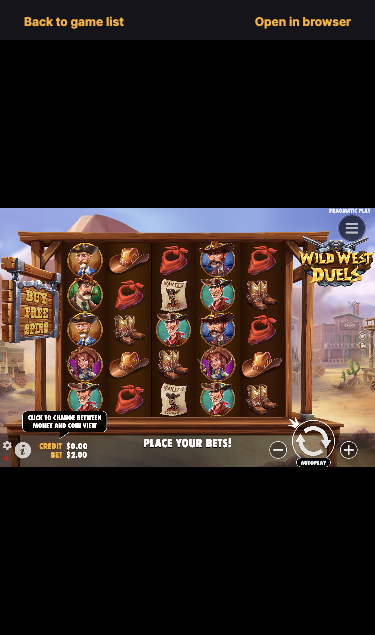 Back to game list
Open in browser
PRAGMATIC PLAY
WILD WEST
DUELS
BUY
FREE
SPINS
WANTED
CLICK TO CHANGE BETWEEN
MONEY AND COIN VIEW
CREDIT $0.00
BET $2.00
PLACE YOUR BETS!
AUTOPLAY